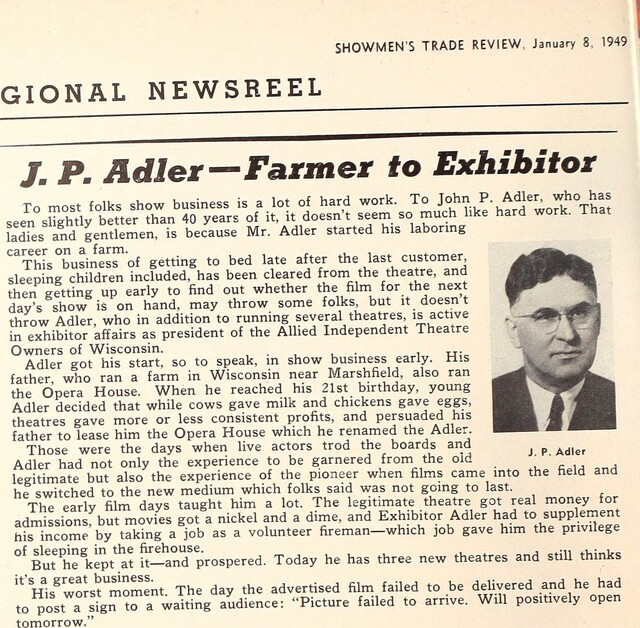 SHOWMEN'S TRADE REVIEW, January 8, 1949
GIONAL NEWSREEL
J. P. Adler—Farmer to Exhibitor
To most folks show business is a lot of hard work. To John P. Adler, who has
seen slightly better than 40 years of it, it doesn't seem so much like hard work. That
ladies and gentlemen, is because Mr. Adler started his laboring
career on a farm.
This business of getting to bed late after the last customer,
sleeping children included, has been cleared from the theatre, and
then getting up early to find out whether the film for the next
day's show is on hand, may throw some folks, but it doesn't
throw Adler, who in addition to running several theatres, is active
in exhibitor affairs as president of the Allied Independent Theatre
Owners of Wisconsin.
Adler got his start, so to speak, in show business early. His
father, who ran a farm in Wisconsin near Marshfield, also ran
the Opera House. When he reached his 21st birthday, young
Adler decided that while cows gave milk and chickens gave eggs,
theatres gave more or less consistent profits, and persuaded his
father to lease him the Opera House which he renamed the Adler.
Those were the days when live actors trod the boards and
Adler had not only the experience to be garnered from the old
legitimate but also the experience of the pioneer when films came into the field and
he switched to the new medium which folks said was not going to last.
The early film days taught him a lot. The legitimate theatre got real money for
admissions, but movies got a nickel and a dime, and Exhibitor Adler had to supplement
his income by taking a job as a volunteer fireman—which job gave him the privilege
of sleeping in the firehouse.
But he kept at it—and prospered. Today he has three new theatres and still thinks
it's a great business.
His worst moment. The day the advertised film failed to be delivered and he had
to post a sign to a waiting audience: "Picture failed to arrive. Will positively open
tomorrow."
J. P. Adler